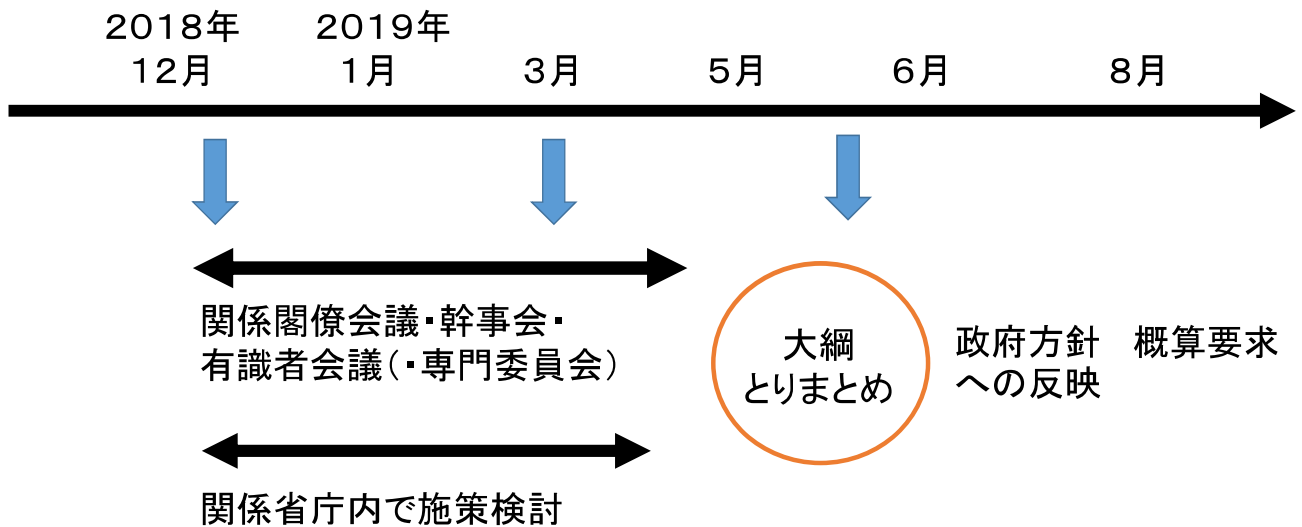 2018年 2019年
12月 1月 3月 5月 6月 8月
関係閣僚会議・幹事会・
有識者会議(・専門委員会)
大綱
とりまとめ
政府方針
への反映
概算要求
関係省庁内で施策検討